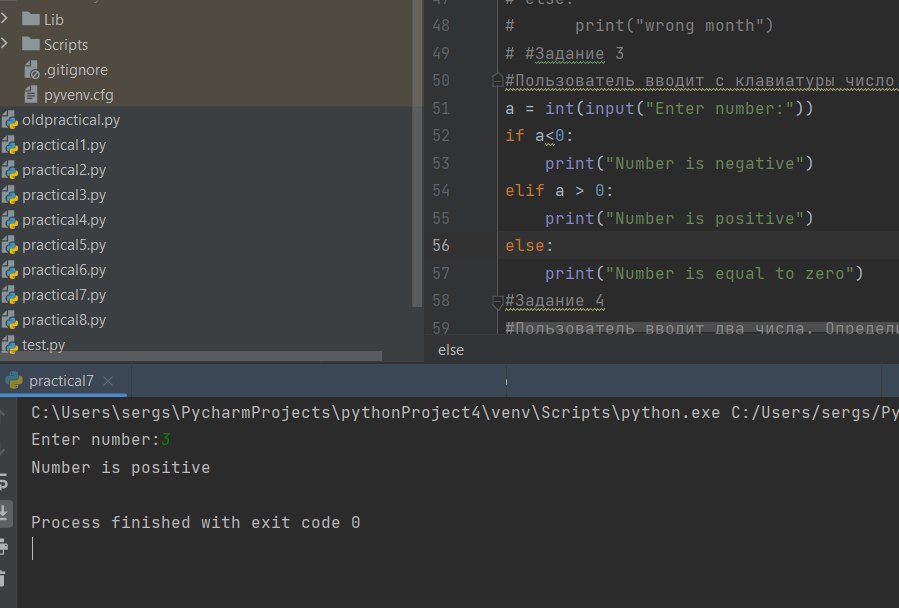 Lib
Scripts
.gitignore
pyvenv.cfg
oldpractical.py
practical1.py
practical2.py
practical3.py
practical4.py
practical5.py
practical6.py
practical7.py
practical8.py
test.py
47 # else:
48 #      print("wrong month")
49 # #Задание 3
50 #Пользователь вводит с клавиатуры число
51 a = int(input("Enter number:"))
52 if a<0:
53     print("Number is negative")
54 elif a > 0:
55     print("Number is positive")
56 else:
57     print("Number is equal to zero")
58 #Задание 4
59 #Пользователь вводит два числа. Определи
else
practical7
C:\Users\sergs\PycharmProjects\pythonProject4\venv\Scripts\python.exe C:/Users/sergs/Py
Enter number:3
Number is positive
Process finished with exit code 0